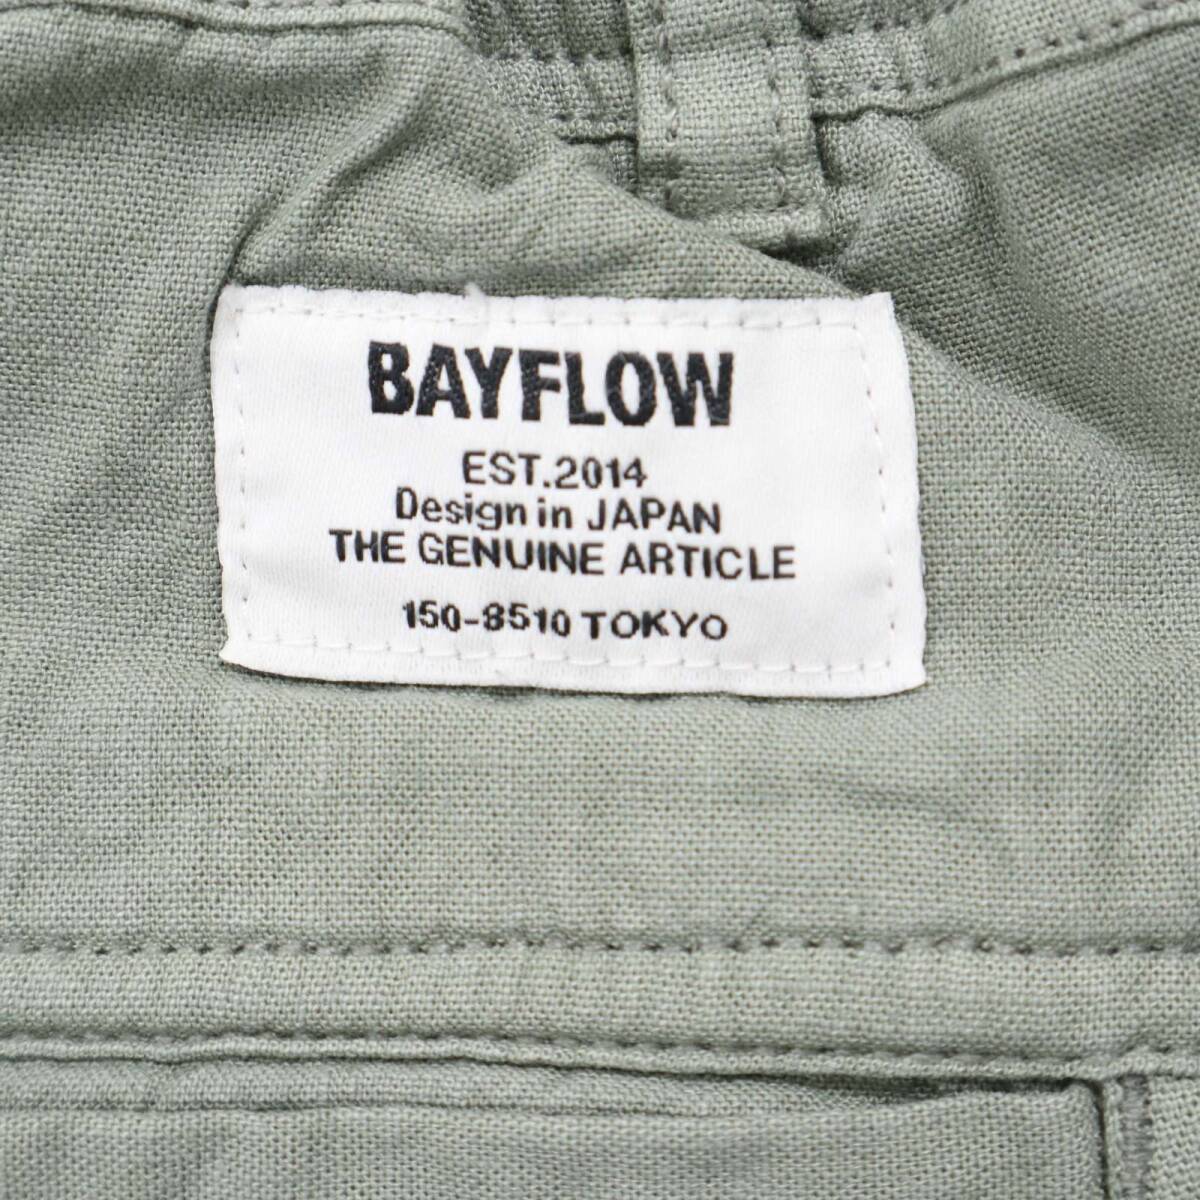 BAYFLOW
EST.2014
Design in JAPAN
THE GENUINE ARTICLE
150-8510 TOKYO